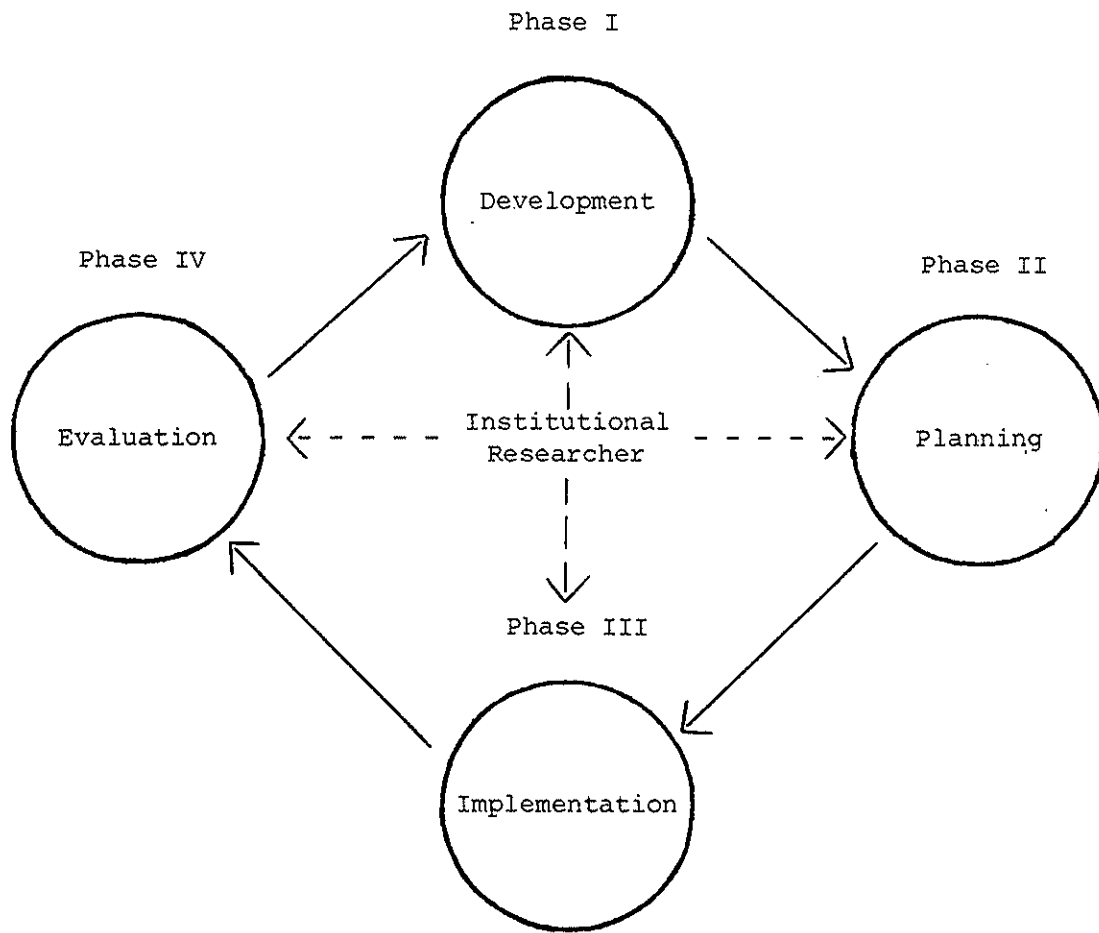 Phase I
Development
Phase IV
Phase II
Evaluation
Institutional
Researcher
Planning
Phase III
Implementation